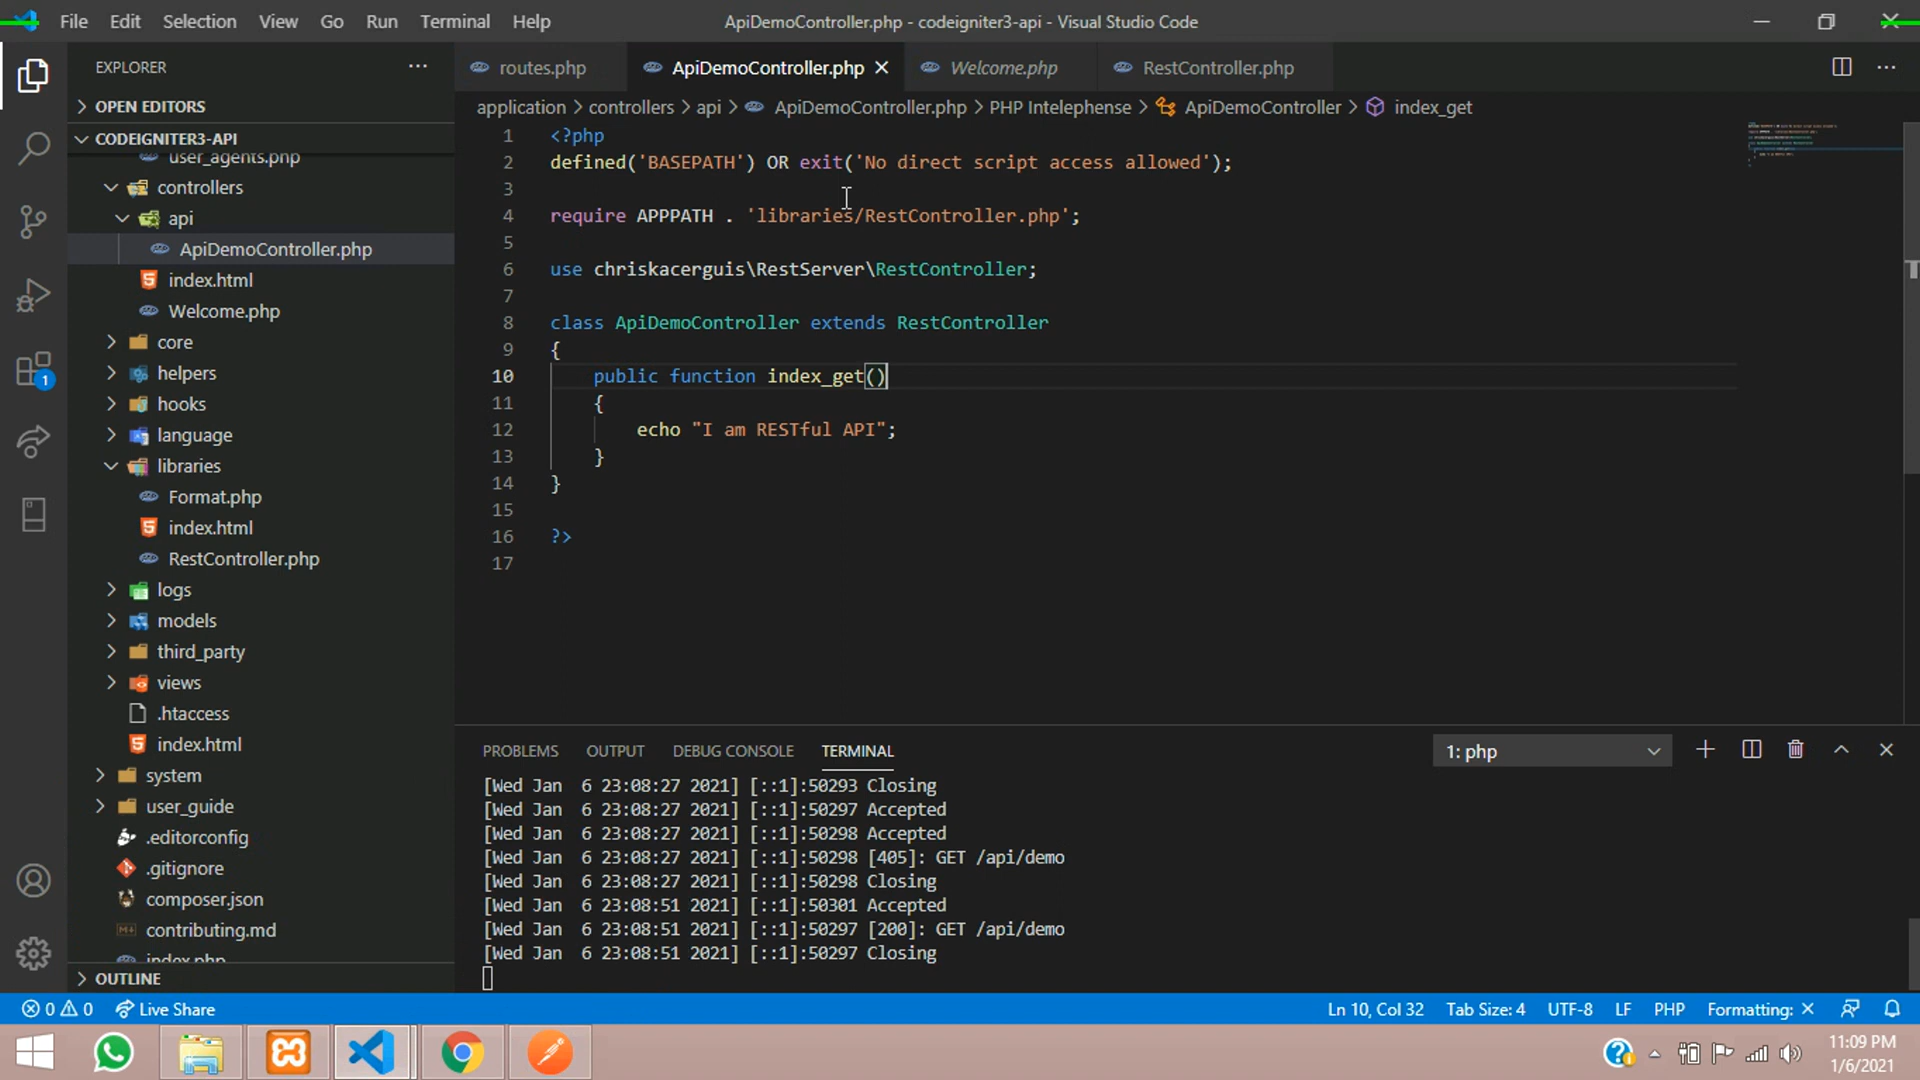 File Edit Selection View Go Run Terminal Help
ApiDemoController.php - codeigniter3-api - Visual Studio Code
EXPLORER
OPEN EDITORS
CODEIGNITER3-API
user_agents.php
controllers
api
ApiDemoController.php
index.html
Welcome.php
core
helpers
hooks
language
libraries
Format.php
index.html
RestController.php
logs
models
third_party
views
.htaccess
index.html
system
user_guide
.editorconfig
.gitignore
composer.json
contributing.md
index.php
OUTLINE
1
routes.php ApiDemoController.php Welcome.php RestController.php
application > controllers > api > ApiDemoController.php > PHP Intelephense > ApiDemoController > index_get
1 <?php
2 defined('BASEPATH') OR exit('No direct script access allowed');
3
4 require APPPATH . 'libraries/RestController.php';
5
6 use chriskacerguis\RestServer\RestController;
7
8 class ApiDemoController extends RestController
9 {
10 public function index_get()
11 {
12 echo "I am RESTful API";
13 }
14 }
15
16 ?>
17
PROBLEMS OUTPUT DEBUG CONSOLE TERMINAL
1: php
[Wed Jan  6 23:08:27 2021] [::1]:50293 Closing
[Wed Jan  6 23:08:27 2021] [::1]:50297 Accepted
[Wed Jan  6 23:08:27 2021] [::1]:50298 Accepted
[Wed Jan  6 23:08:27 2021] [::1]:50298 [405]: GET /api/demo
[Wed Jan  6 23:08:27 2021] [::1]:50298 Closing
[Wed Jan  6 23:08:51 2021] [::1]:50301 Accepted
[Wed Jan  6 23:08:51 2021] [::1]:50297 [200]: GET /api/demo
[Wed Jan  6 23:08:51 2021] [::1]:50297 Closing
0 0 Live Share
Ln 10, Col 32 Tab Size: 4 UTF-8 LF PHP Formatting: ×
11:09 PM
1/6/2021